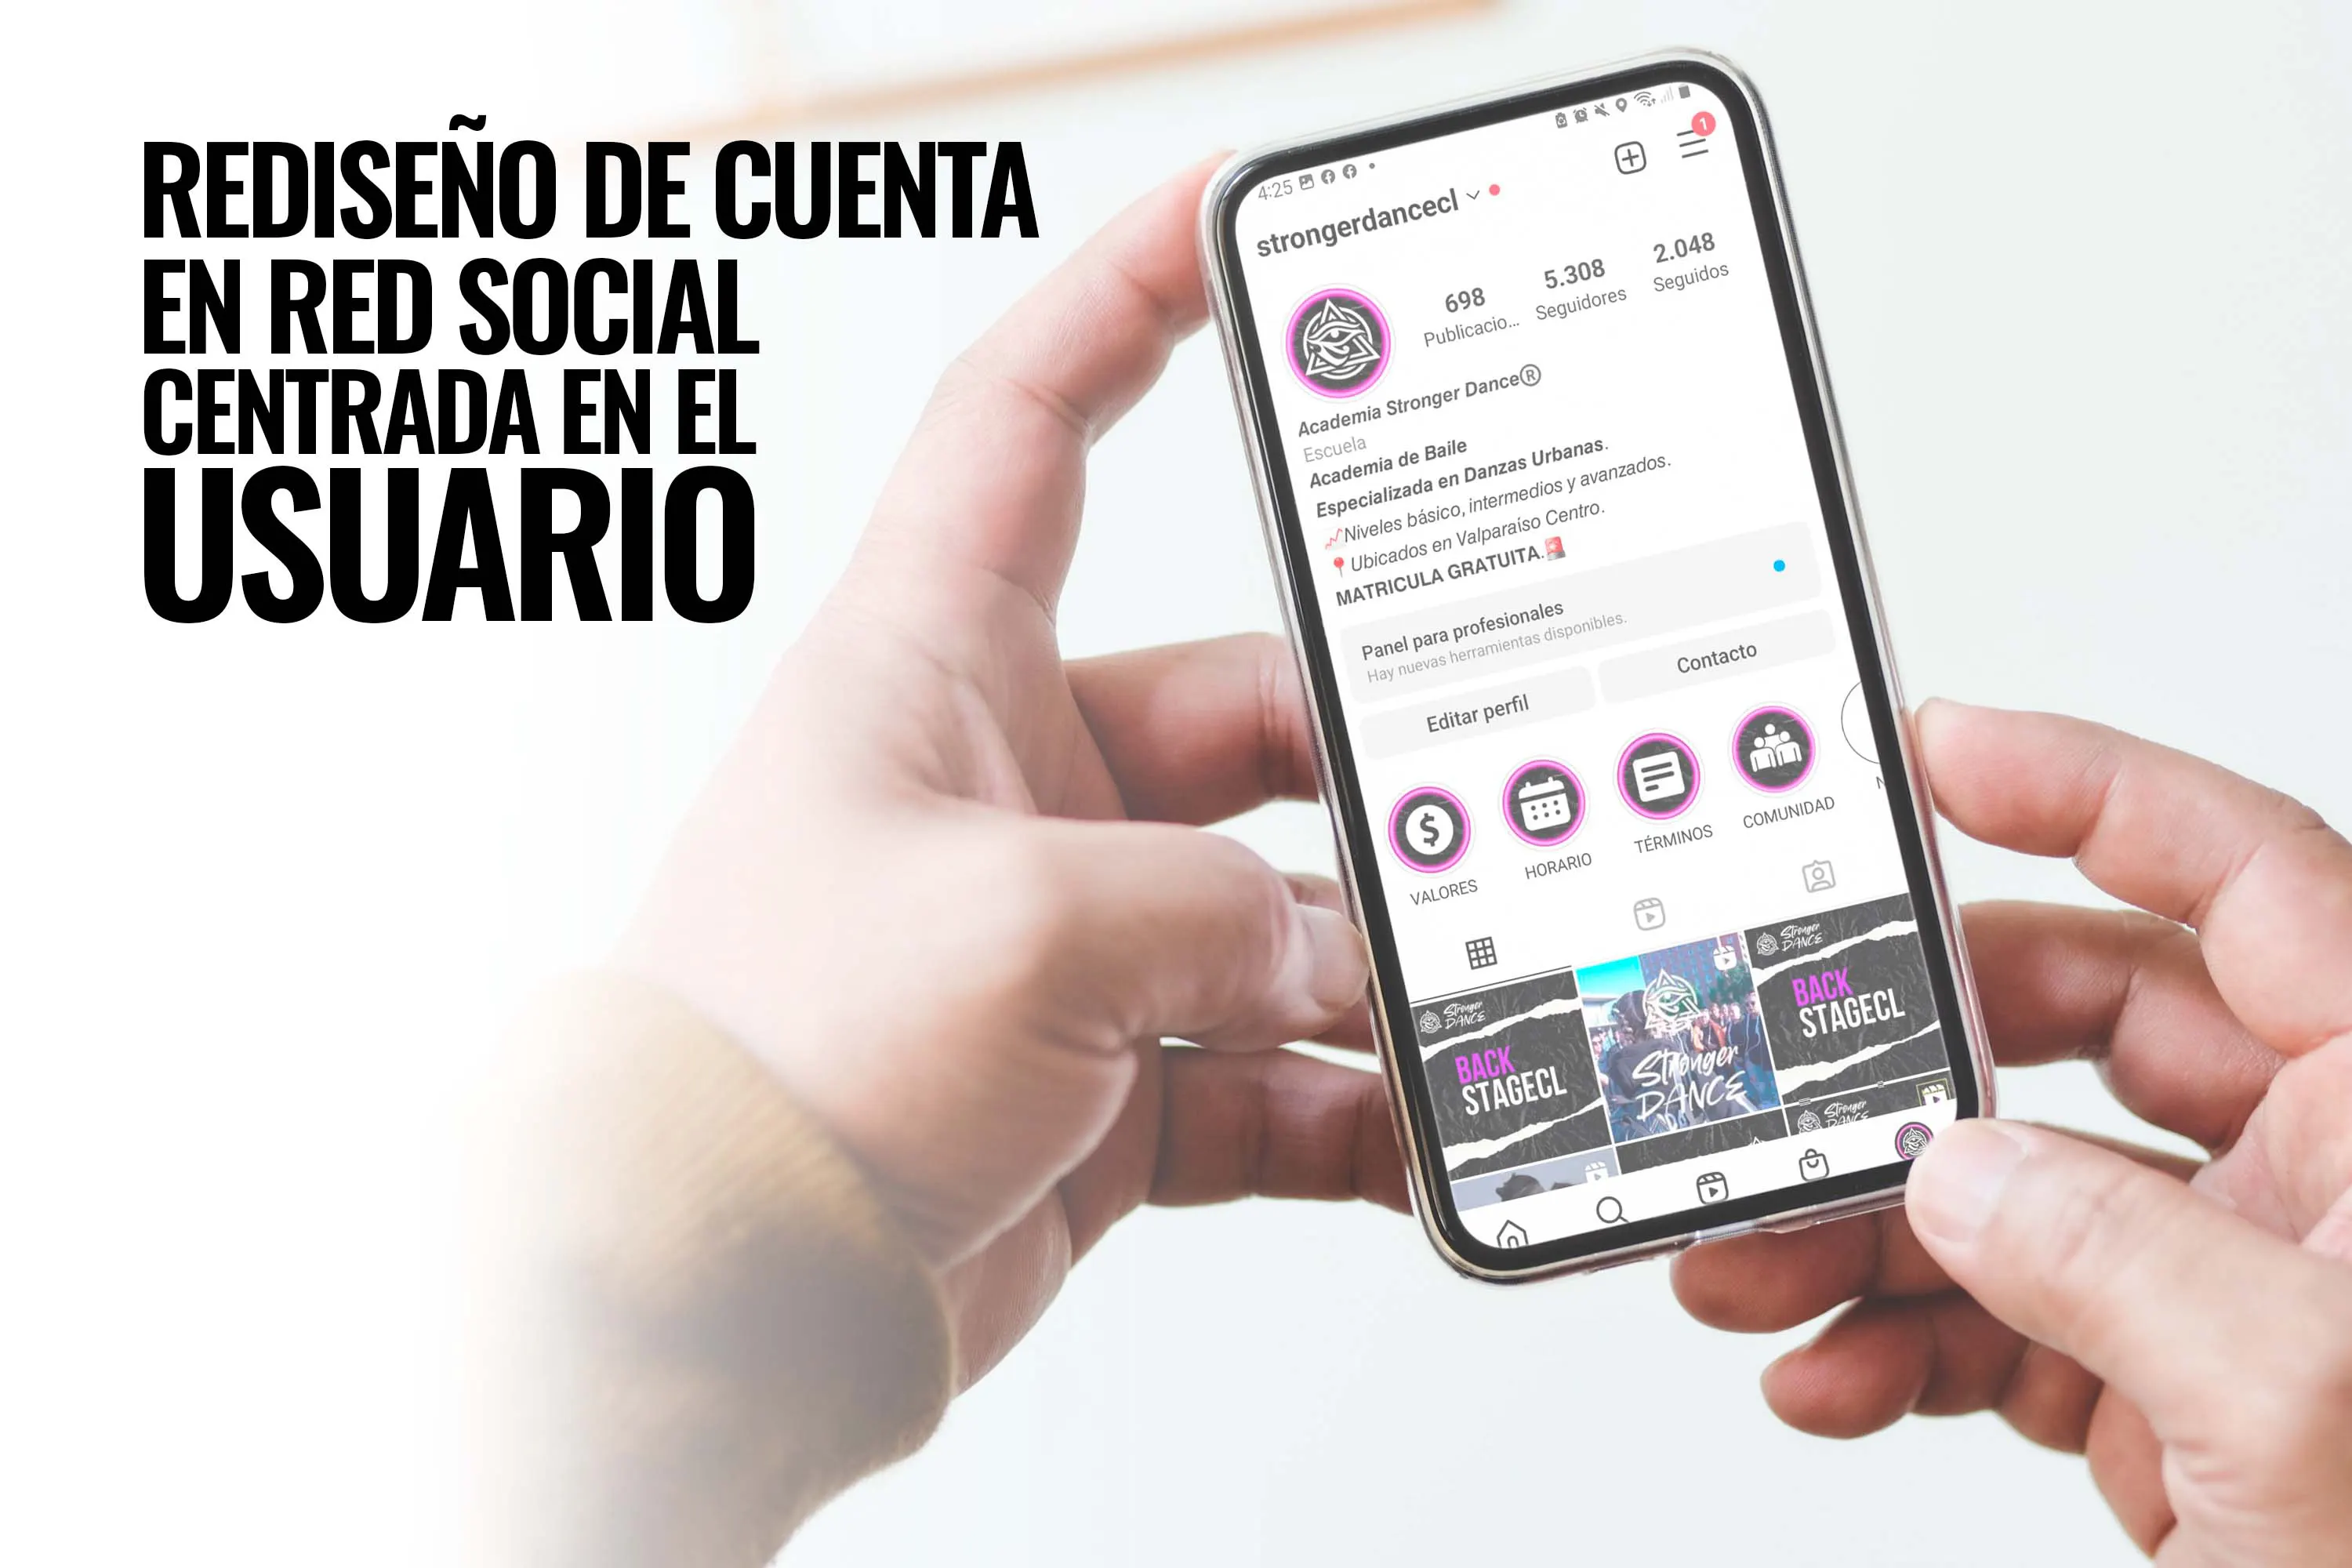 REDISEÑO DE CUENTA
EN RED SOCIAL
CENTRADA EN EL
USUARIO
4:25
strongerdancecl
1
698
Publicacio...
5.308
Seguidores
2.048
Seguidos
Academia Stronger Dance®
Escuela
Academia de Baile
Especializada en Danzas Urbanas.
📈Niveles básico, intermedios y avanzados.
📍Ubicados en Valparaíso Centro.
MATRICULA GRATUITA.🚨
Panel para profesionales
Hay nuevas herramientas disponibles.
Editar perfil
Contacto
$
VALORES
HORARIO
TÉRMINOS
COMUNIDAD
Stronger
DANCE
BACK
STAGECL
Stronger
DANCE
Stronger
DANCE
BACK
STAGECL
Stronger
DANCE